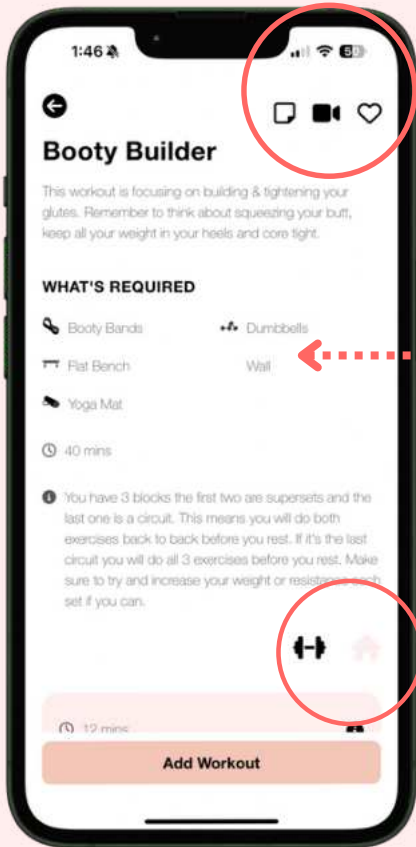 1:46
50
Booty Builder
This workout is focusing on building & tightening your
glutes. Remember to think about squeezing your butt,
keep all your weight in your heels and core tight.
WHAT'S REQUIRED
Booty Bands Dumbbells
Flat Bench Wall
Yoga Mat
40 mins
You have 3 blocks the first two are supersets and the
last one is a circuit. This means you will do both
exercises back to back before you rest. If it's the last
circuit you will do all 3 exercises before you rest. Make
sure to try and increase your weight or resistance each
set if you can.
12 mins
Add Workout